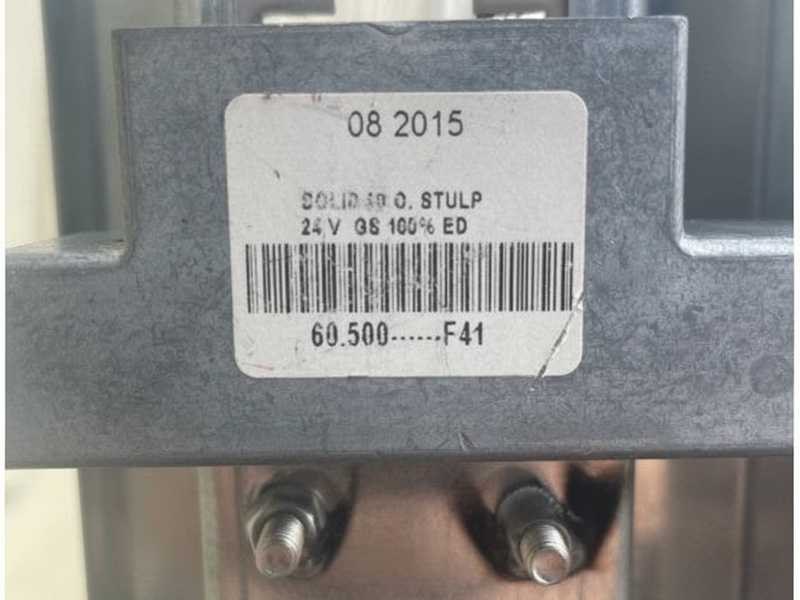 08 2015
SOLID O. STULP
24 V GS 100% ED
60.500------F41